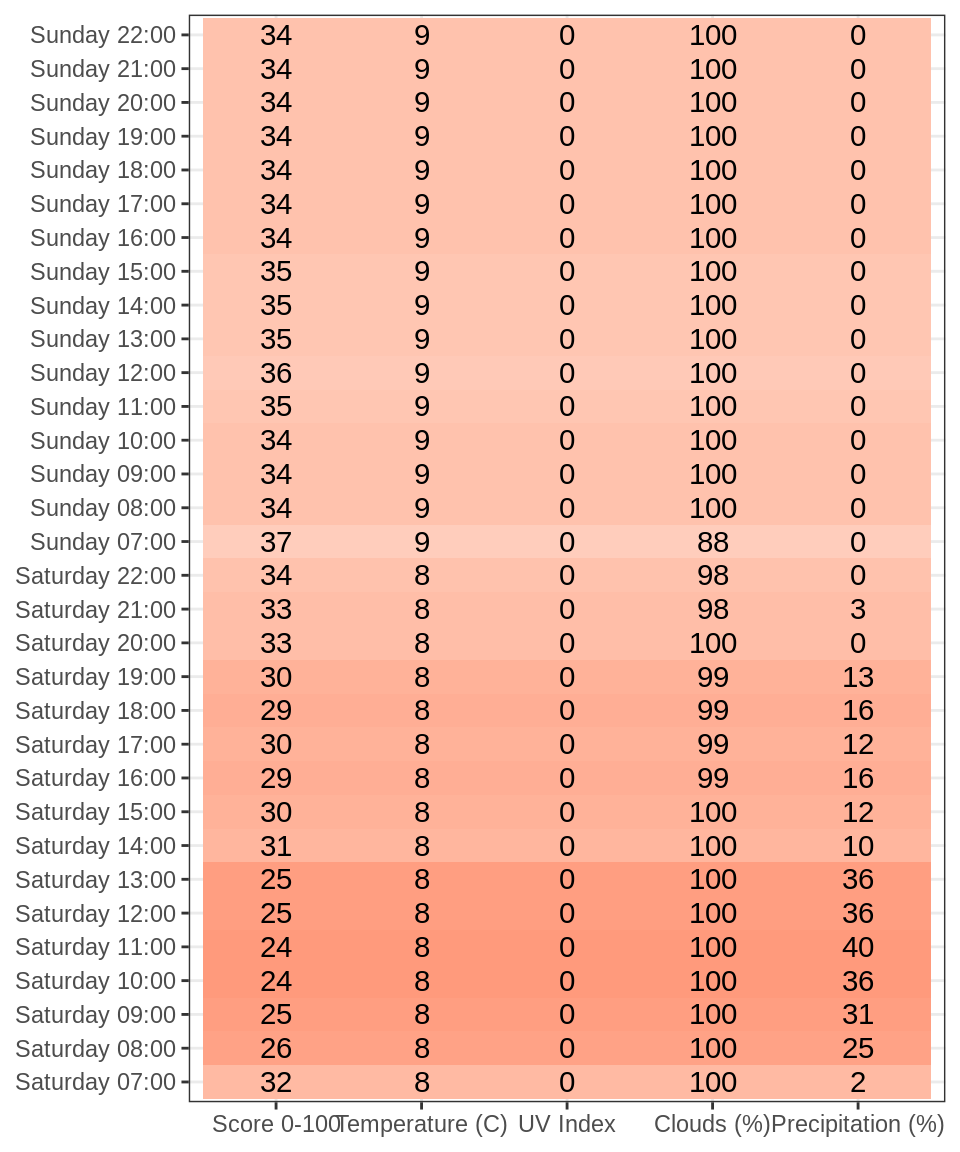 Sunday 22:00 34 9 0 100 0
Sunday 21:00 34 9 0 100 0
Sunday 20:00 34 9 0 100 0
Sunday 19:00 34 9 0 100 0
Sunday 18:00 34 9 0 100 0
Sunday 17:00 34 9 0 100 0
Sunday 16:00 34 9 0 100 0
Sunday 15:00 35 9 0 100 0
Sunday 14:00 35 9 0 100 0
Sunday 13:00 35 9 0 100 0
Sunday 12:00 36 9 0 100 0
Sunday 11:00 35 9 0 100 0
Sunday 10:00 34 9 0 100 0
Sunday 09:00 34 9 0 100 0
Sunday 08:00 34 9 0 100 0
Sunday 07:00 37 9 0 88 0
Saturday 22:00 34 8 0 98 0
Saturday 21:00 33 8 0 98 3
Saturday 20:00 33 8 0 100 0
Saturday 19:00 30 8 0 99 13
Saturday 18:00 29 8 0 99 16
Saturday 17:00 30 8 0 99 12
Saturday 16:00 29 8 0 99 16
Saturday 15:00 30 8 0 100 12
Saturday 14:00 31 8 0 100 10
Saturday 13:00 25 8 0 100 36
Saturday 12:00 25 8 0 100 36
Saturday 11:00 24 8 0 100 40
Saturday 10:00 24 8 0 100 36
Saturday 09:00 25 8 0 100 31
Saturday 08:00 26 8 0 100 25
Saturday 07:00 32 8 0 100 2
Score 0-100 Temperature (C) UV Index Clouds (%) Precipitation (%)